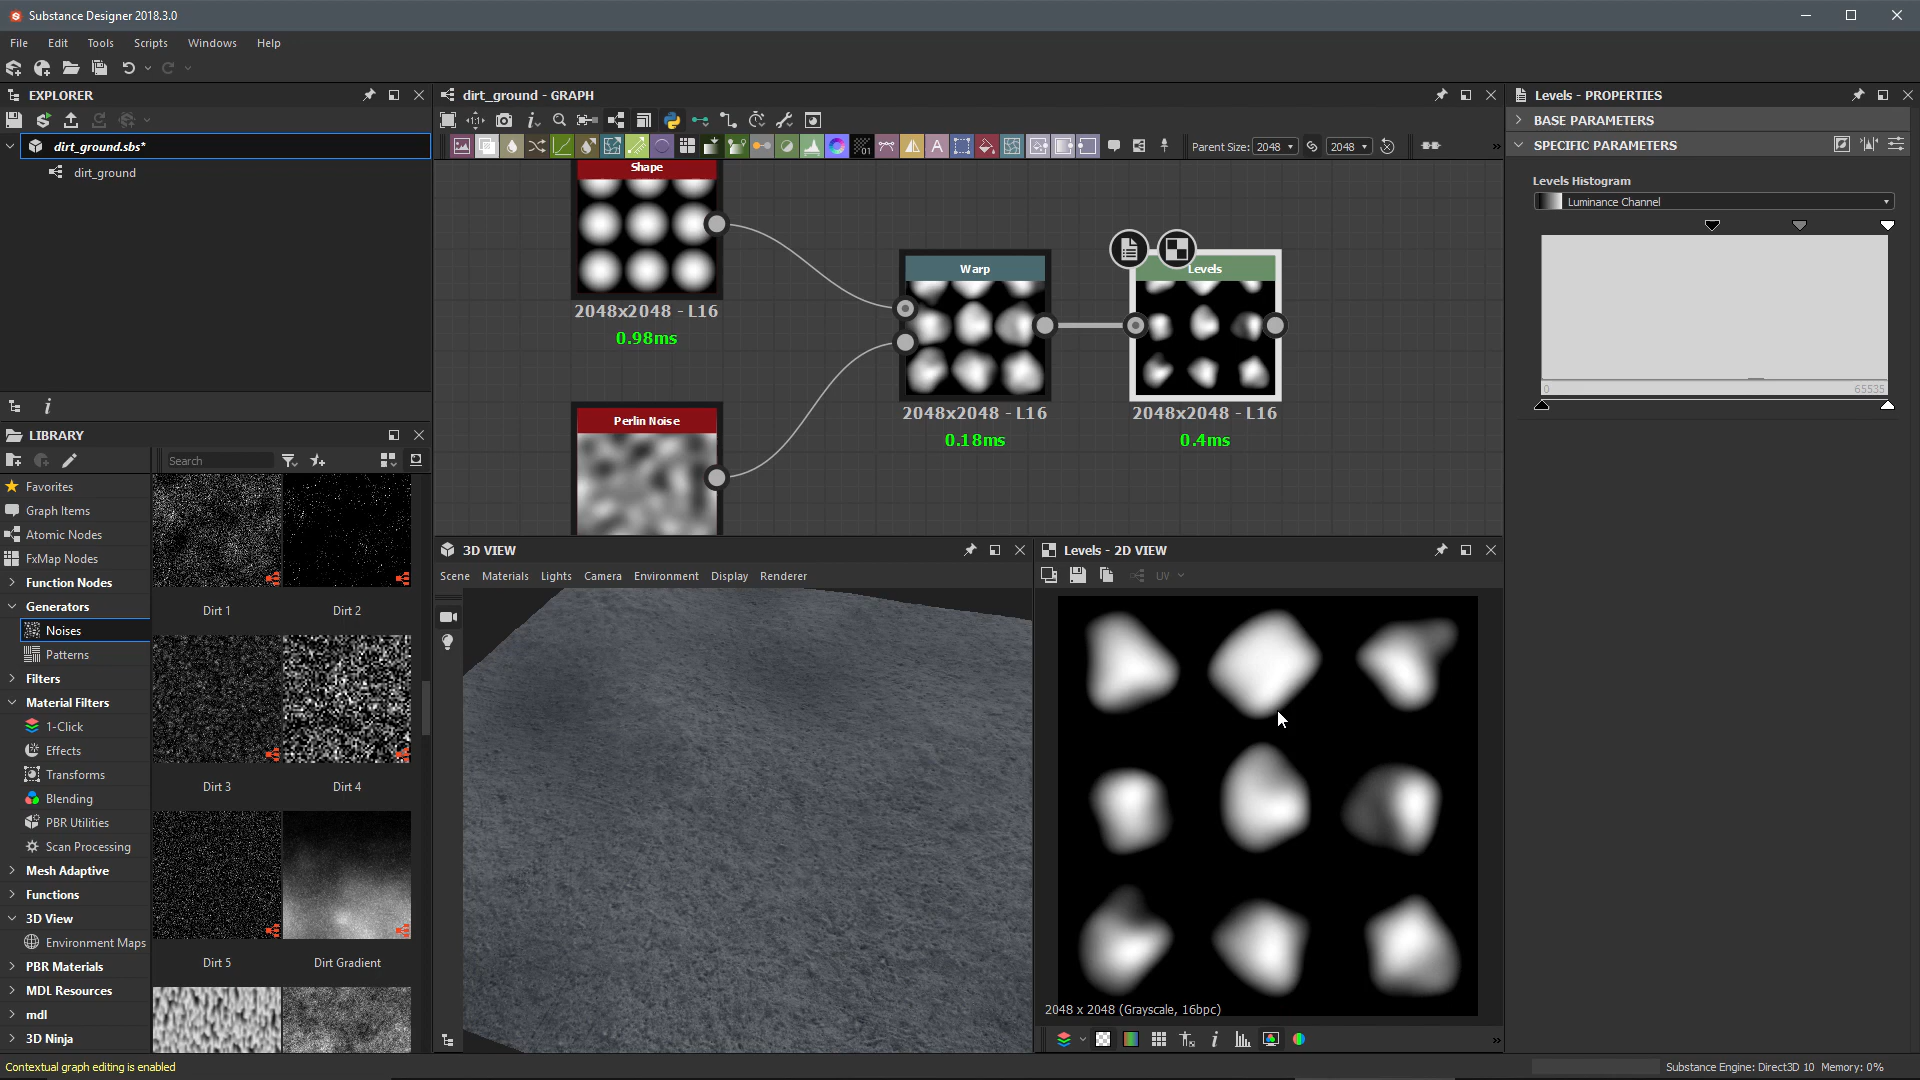 Substance Designer 2018.3.0
File Edit Tools Scripts Windows Help
EXPLORER
dirt_ground.sbs*
dirt_ground
LIBRARY
Search
Favorites
Graph Items
Atomic Nodes
FxMap Nodes
Function Nodes
Generators
Noises
Patterns
Filters
Material Filters
1-Click
Effects
Transforms
Blending
PBR Utilities
Scan Processing
Mesh Adaptive
Functions
3D View
Environment Maps
PBR Materials
MDL Resources
mdl
3D Ninja
Dirt 1
Dirt 2
Dirt 3
Dirt 4
Dirt 5
Dirt Gradient
dirt_ground - GRAPH
Parent Size: 2048 2048
Shape
2048x2048 - L16
0.98ms
Perlin Noise
Warp
2048x2048 - L16
0.18ms
Levels
2048x2048 - L16
0.4ms
3D VIEW
Scene Materials Lights Camera Environment Display Renderer
Levels - 2D VIEW
UV
2048 x 2048 (Grayscale, 16bpc)
Levels - PROPERTIES
BASE PARAMETERS
SPECIFIC PARAMETERS
Levels Histogram
Luminance Channel
0 65535
Contextual graph editing is enabled
Substance Engine: Direct3D 10 Memory: 0%